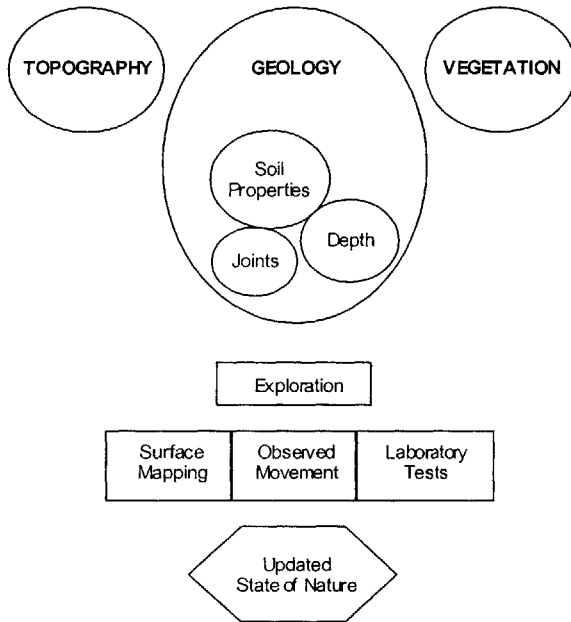 TOPOGRAPHY
GEOLOGY
VEGETATION
Soil
Properties
Depth
Joints
Exploration
Surface
Mapping
Observed
Movement
Laboratory
Tests
Updated
State of Nature